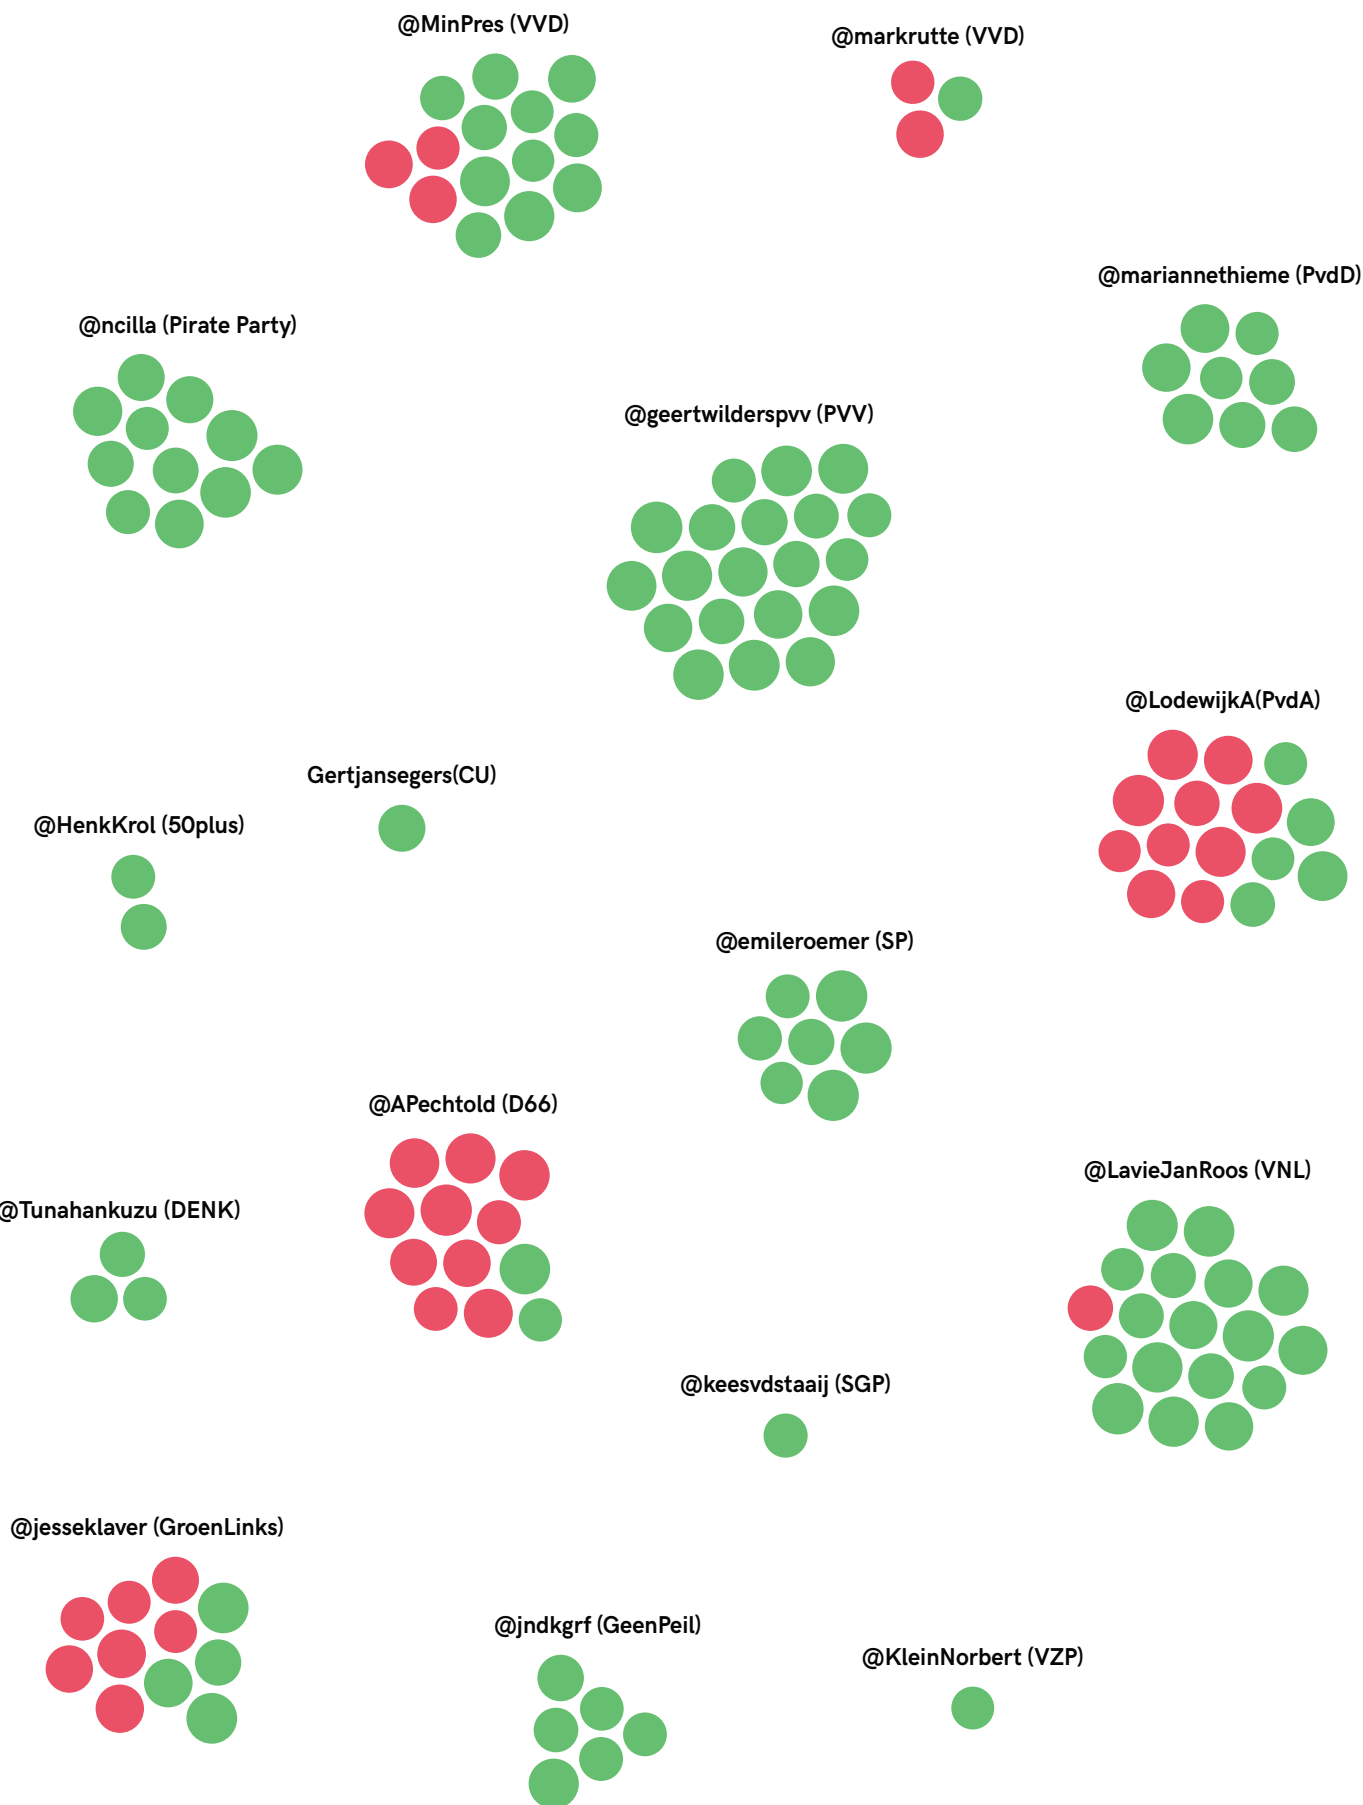 @MinPres (VVD)
@markrutte (VVD)
@mariannethieme (PvdD)
@ncilla (Pirate Party)
@geertwilderspvv (PVV)
@LodewijkA(PvdA)
Gertjansegers(CU)
@HenkKrol (50plus)
@emileroemer (SP)
@APechtold (D66)
@LavieJanRoos (VNL)
@Tunahankuzu (DENK)
@keesvdstaaij (SGP)
@jesseklaver (GroenLinks)
@jndkgrf (GeenPeil)
@KleinNorbert (VZP)